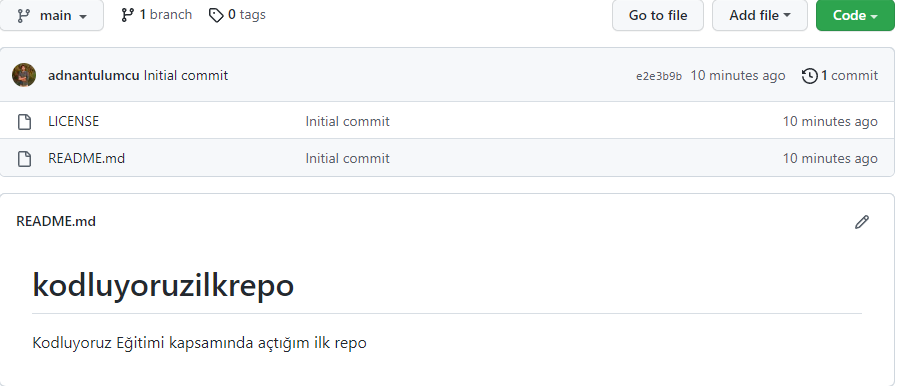 main 1 branch 0 tags Go to file Add file Code
adnantulumcu Initial commit e2e3b9b 10 minutes ago 1 commit
LICENSE Initial commit 10 minutes ago
README.md Initial commit 10 minutes ago
README.md
kodluyoruzilkrepo
Kodluyoruz Eğitimi kapsamında açtığım ilk repo